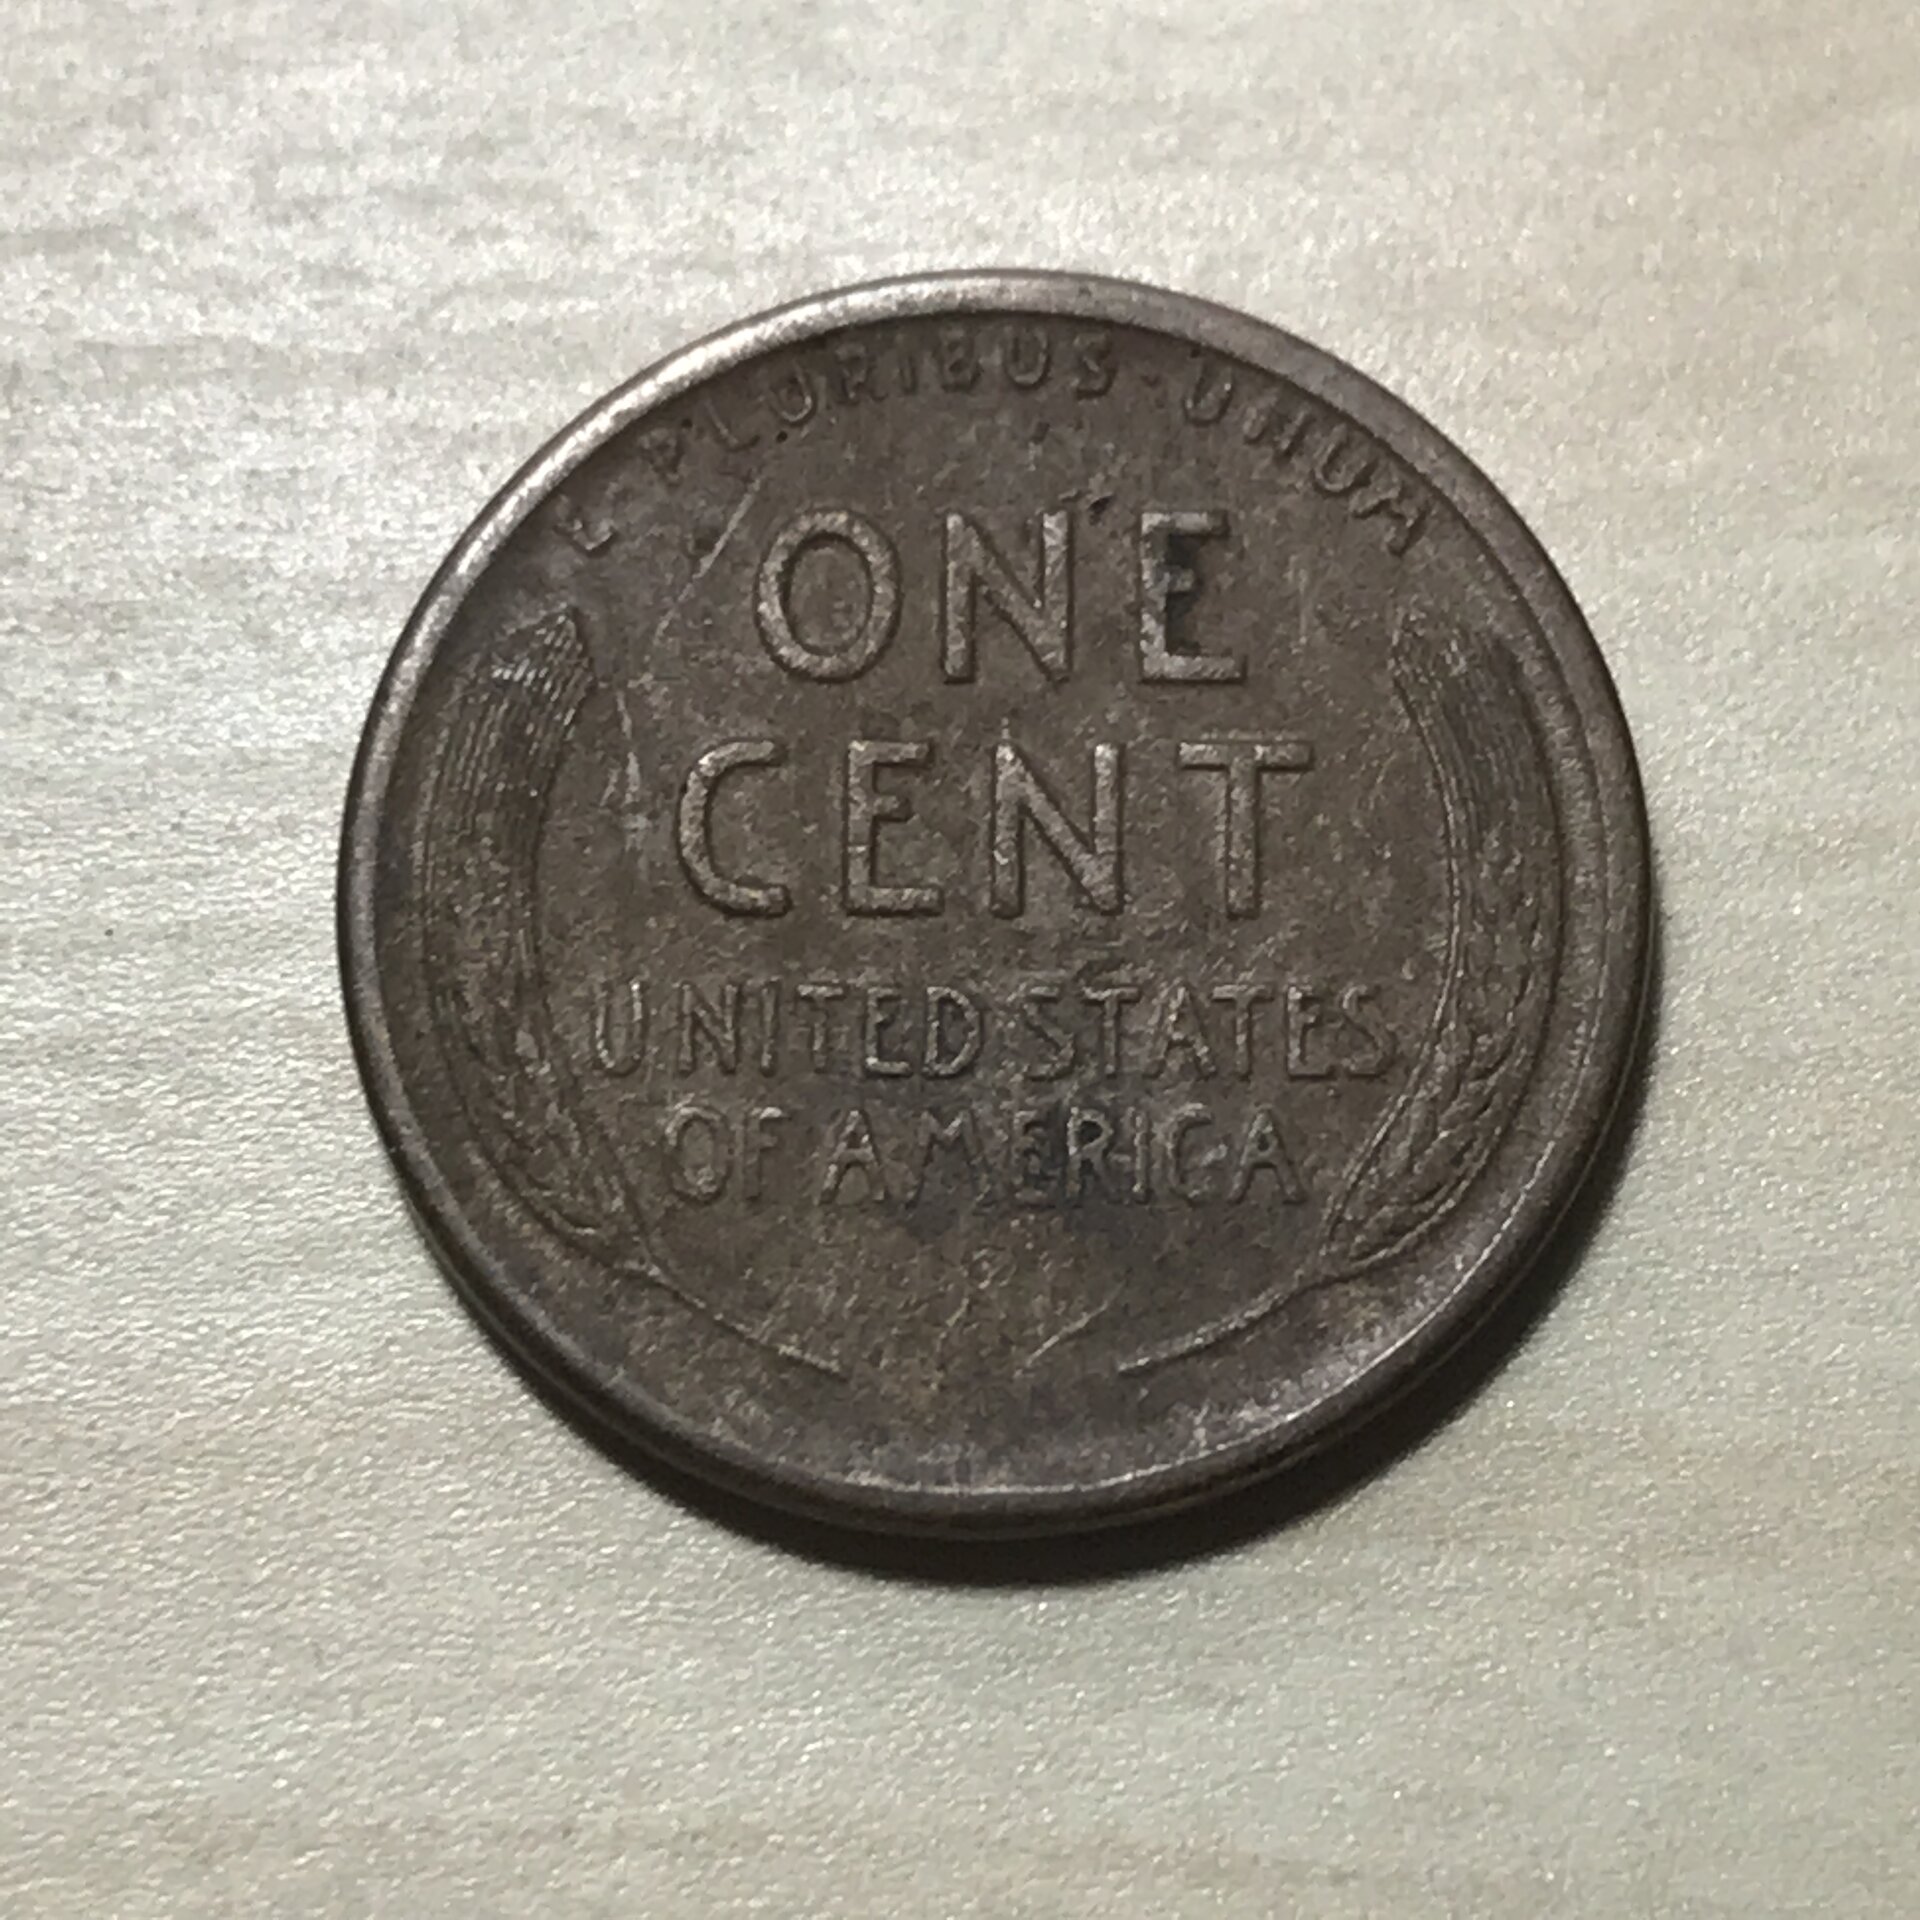 E·PLURIBUS·UNUM
ONE
CENT
UNITED STATES
OF AMERICA